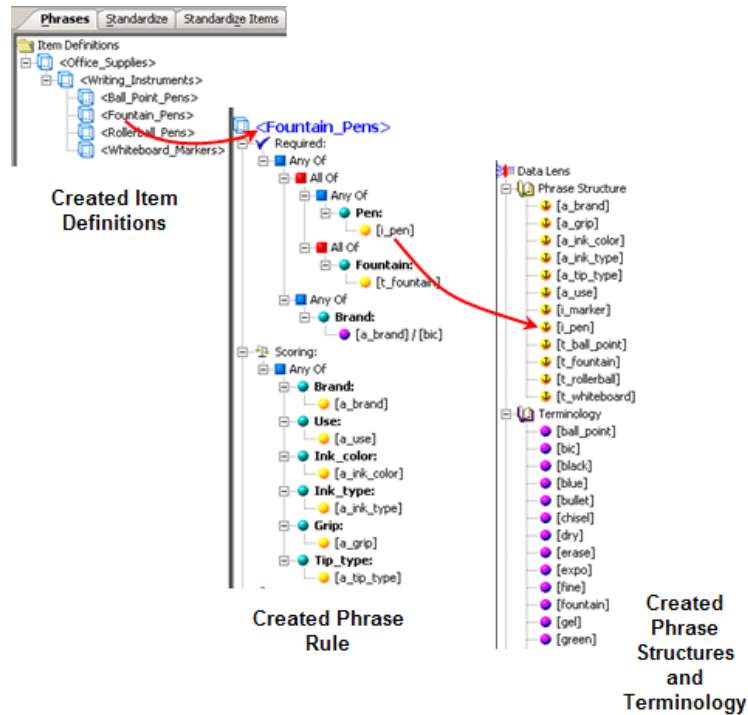 Phrases Standardize Standardize Items
Item Definitions
<Office_Supplies>
<Writing_Instruments>
<Ball_Point_Pens>
<Fountain_Pens>
<Rollerball_Pens>
<Whiteboard_Markers>
Created Item
Definitions
<Fountain_Pens>
Required:
Any Of
All Of
Any Of
Pen:
[i_pen]
All Of
Fountain:
[t_fountain]
Any Of
Brand:
[a_brand] / [bic]
Scoring:
Any Of
Brand:
[a_brand]
Use:
[a_use]
Ink_color:
[a_ink_color]
Ink_type:
[a_ink_type]
Grip:
[a_grip]
Tip_type:
[a_tip_type]
Created Phrase
Rule
Data Lens
Phrase Structure
[a_brand]
[a_grip]
[a_ink_color]
[a_ink_type]
[a_tip_type]
[a_use]
[i_marker]
[i_pen]
[t_ball_point]
[t_fountain]
[t_rollerball]
[t_whiteboard]
Terminology
[ball_point]
[bic]
[black]
[blue]
[bullet]
[chisel]
[dry]
[erase]
[expo]
[fine]
[fountain]
[gel]
[green]
Created
Phrase
Structures
and
Terminology